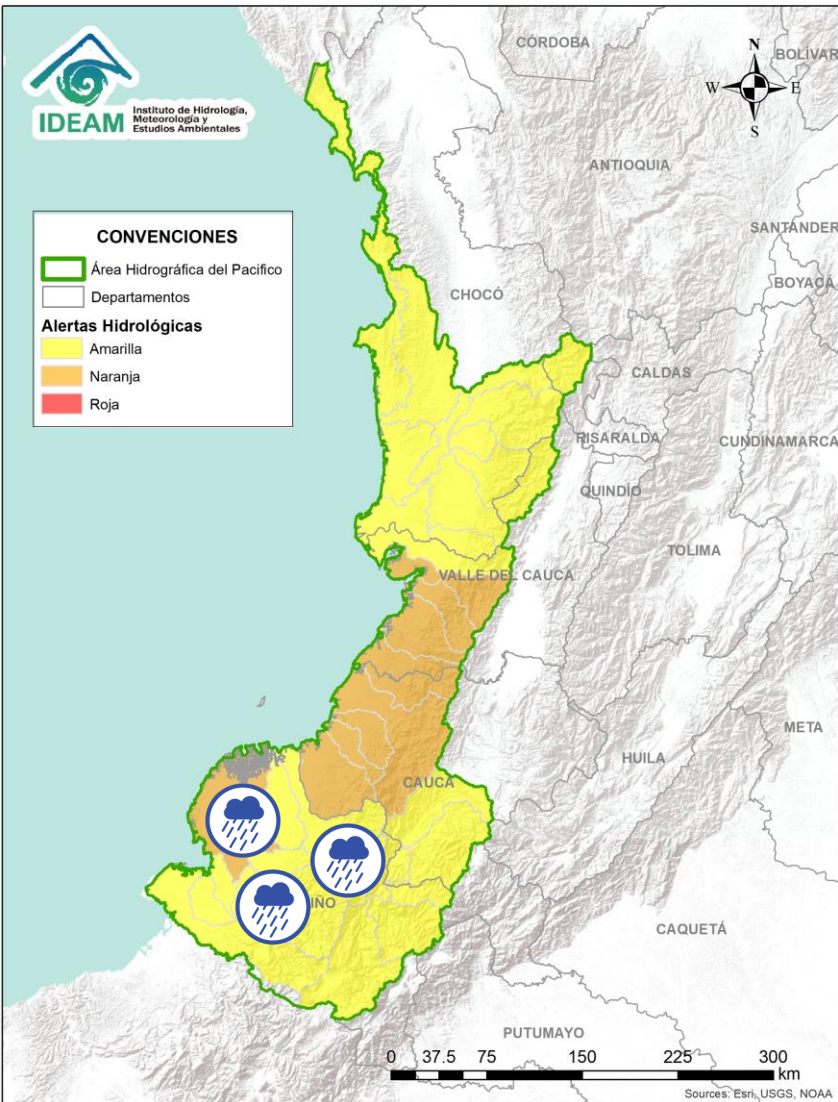 IDEAM
Instituto de Hidrología,
Meteorología y
Estudios Ambientales
N
W E
S
CONVENCIONES
Área Hidrográfica del Pacifico
Departamentos
Alertas Hidrológicas
Amarilla
Naranja
Roja
CÓRDOBA
BOLÍVAR
ANTIOQUIA
SANTANDER
BOYACÁ
CHOCÓ
CALDAS
RISARALDA
CUNDINAMARCA
QUINDÍO
TOLIMA
VALLE DEL CAUCA
META
HUILA
CAUCA
IÑO
CAQUETÁ
PUTUMAYO
0 37.5 75 150 225 300
km
Sources: Esri, USGS, NOAA